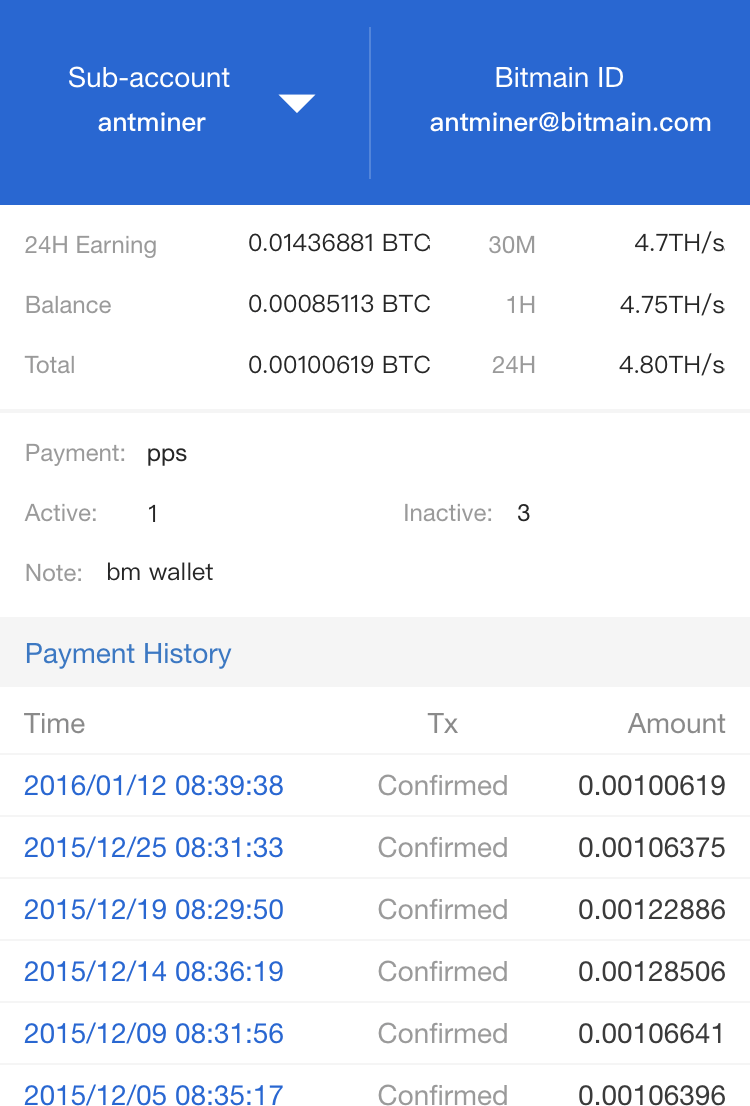 Sub-account
antminer
Bitmain ID
antminer@bitmain.com
24H Earning 0.01436881 BTC 30M 4.7TH/s
Balance 0.00085113 BTC 1H 4.75TH/s
Total 0.00100619 BTC 24H 4.80TH/s
Payment: pps
Active: 1 Inactive: 3
Note: bm wallet
Payment History
Time Tx Amount
2016/01/12 08:39:38 Confirmed 0.00100619
2015/12/25 08:31:33 Confirmed 0.00106375
2015/12/19 08:29:50 Confirmed 0.00122886
2015/12/14 08:36:19 Confirmed 0.00128506
2015/12/09 08:31:56 Confirmed 0.00106641
2015/12/05 08:35:17 Confirmed 0.00106396